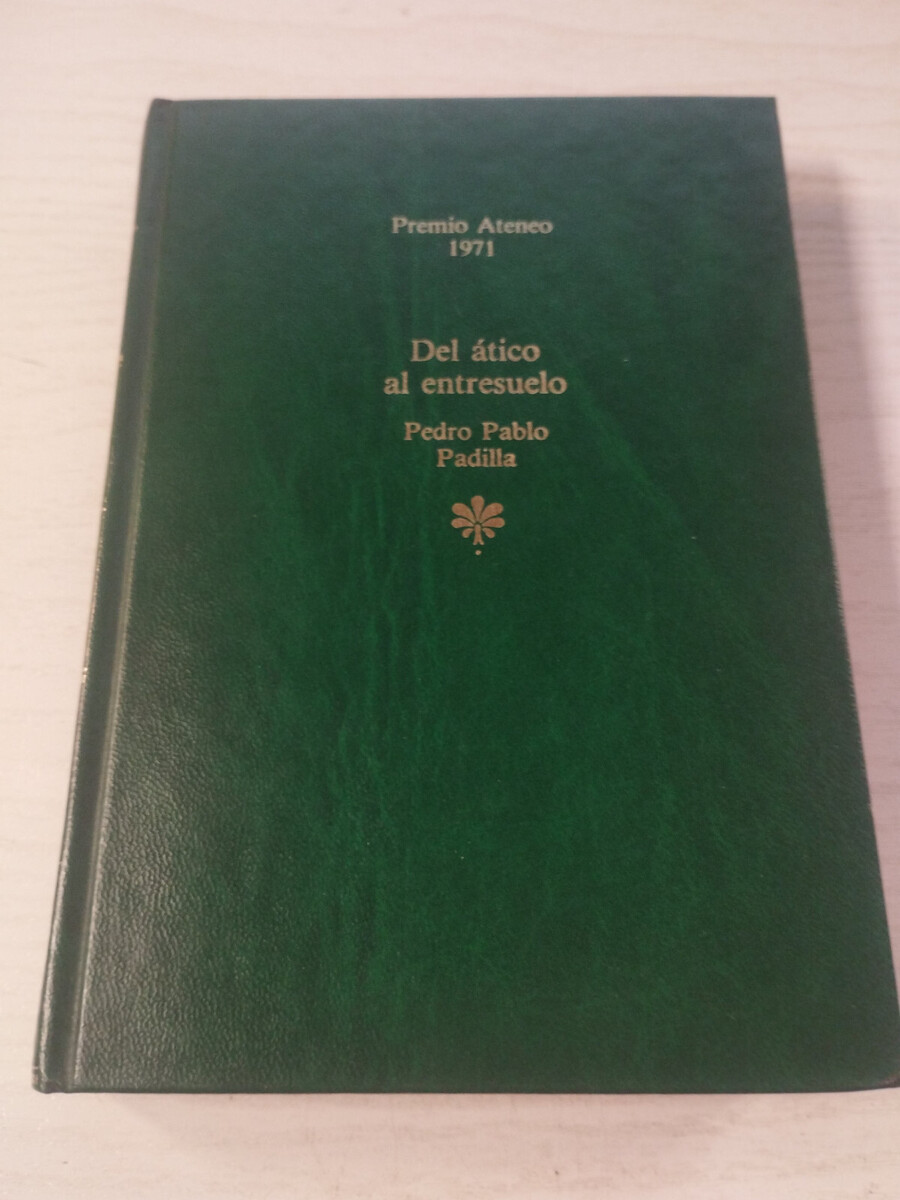 Premio Ateneo
1971
Del ático
al entresuelo
Pedro Pablo
Padilla